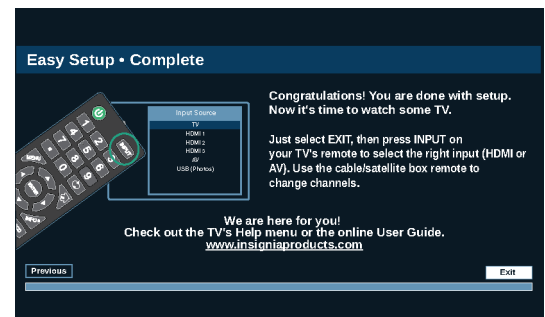 Easy Setup • Complete
Input Source
TV
HDMI 1
HDMI 2
HDMI 3
AV
USB (Photos)
Congratulations! You are done with setup.
Now it's time to watch some TV.
Just select EXIT, then press INPUT on
your TV's remote to select the right input (HDMI or
AV). Use the cable/satellite box remote to
change channels.
INPUT
MENU
We are here for you!
Check out the TV's Help menu or the online User Guide.
www.insigniaproducts.com
Previous
Exit